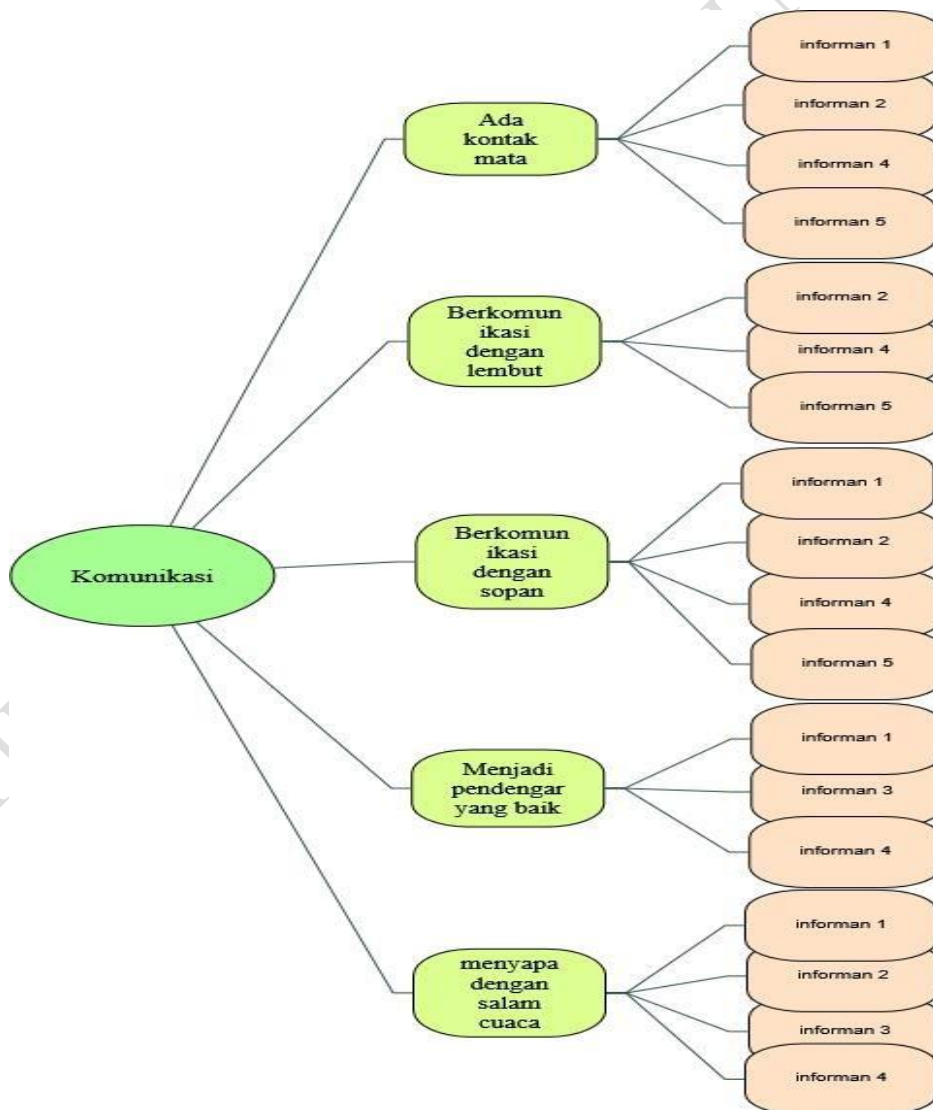 Komunikasi
Ada
kontak
mata
informan 1
informan 2
informan 4
informan 5
Berkomun
ikasi
dengan
lembut
informan 2
informan 4
informan 5
Berkomun
ikasi
dengan
sopan
informan 1
informan 2
informan 4
informan 5
Menjadi
pendengar
yang baik
informan 1
informan 3
informan 4
menyapa
dengan
salam
cuaca
informan 1
informan 2
informan 3
informan 4